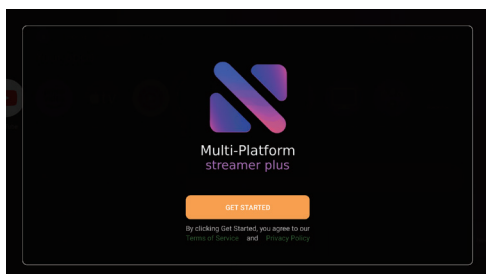 Multi-Platform
streamer plus
GET STARTED
By clicking Get Started, you agree to our
Terms of Service and Privacy Policy